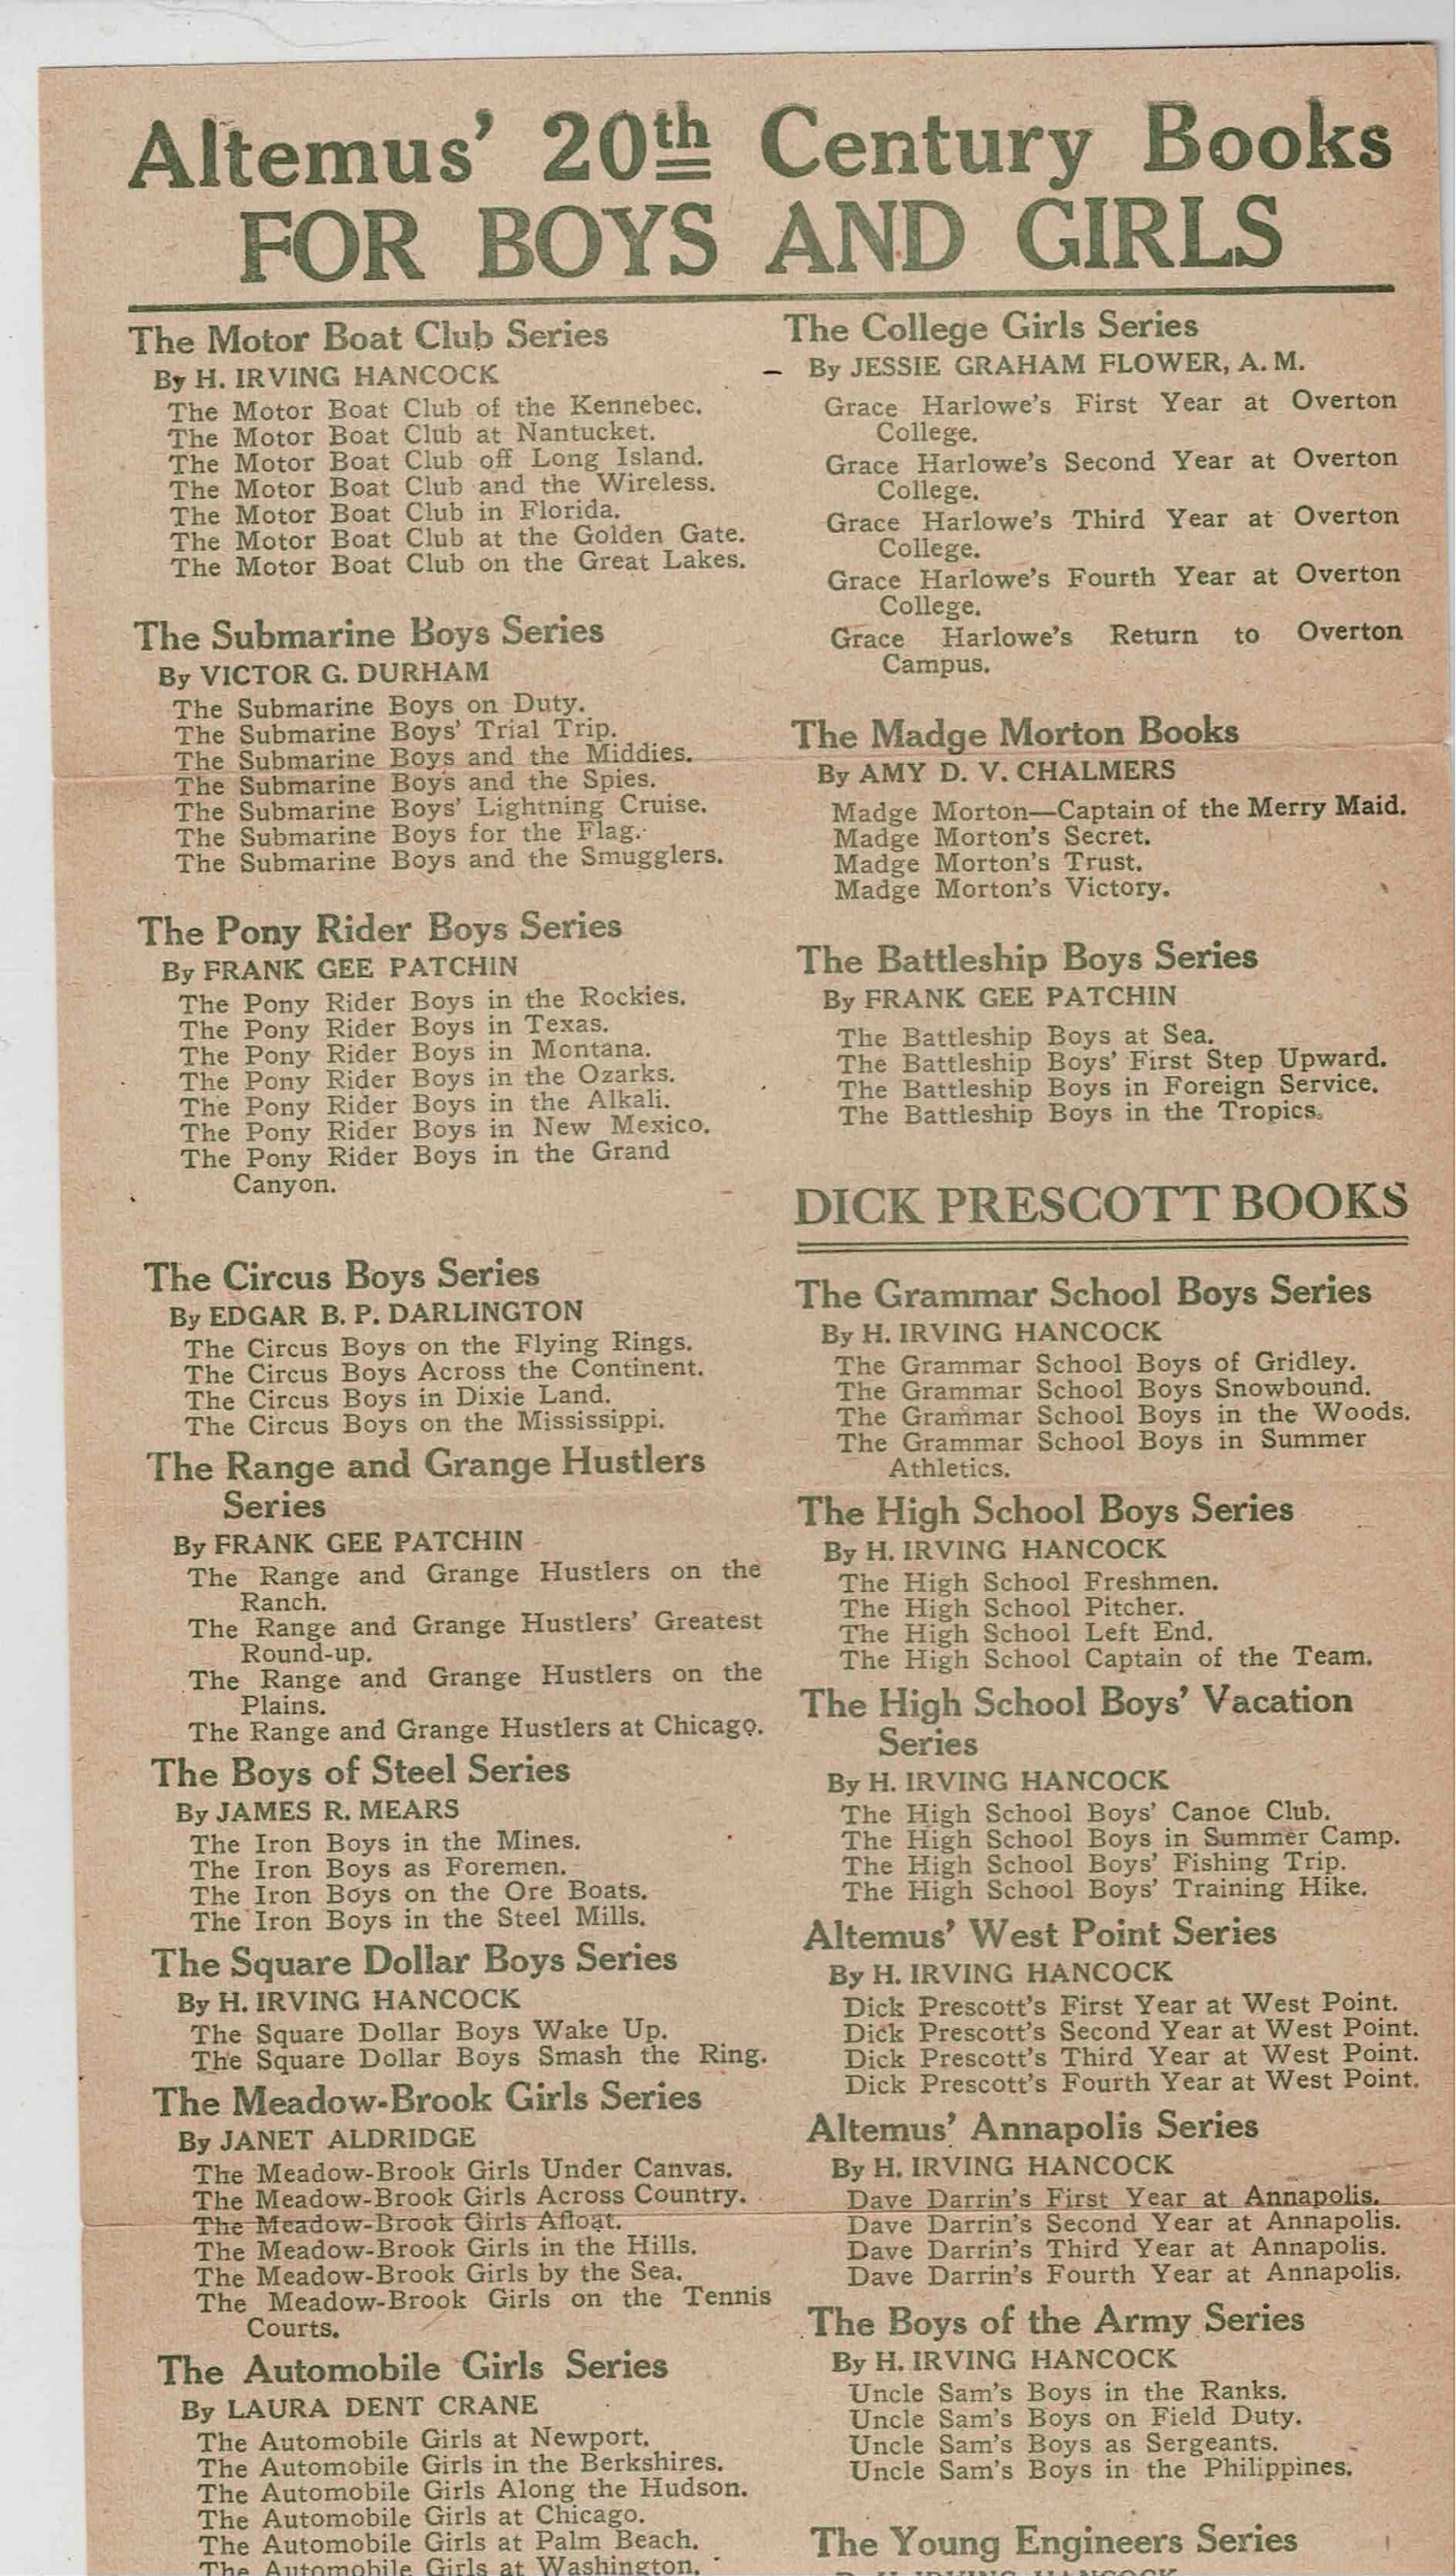 Altemus' 20th Century Books
FOR BOYS AND GIRLS
The Motor Boat Club Series
By H. IRVING HANCOCK
The Motor Boat Club of the Kennebec.
The Motor Boat Club at Nantucket.
The Motor Boat Club off Long Island.
The Motor Boat Club and the Wireless.
The Motor Boat Club in Florida.
The Motor Boat Club at the Golden Gate.
The Motor Boat Club on the Great Lakes.
The Submarine Boys Series
By VICTOR G. DURHAM
The Submarine Boys on Duty.
The Submarine Boys' Trial Trip.
The Submarine Boys and the Middies.
The Submarine Boys and the Spies.
The Submarine Boys' Lightning Cruise.
The Submarine Boys for the Flag.
The Submarine Boys and the Smugglers.
The Pony Rider Boys Series
By FRANK GEE PATCHIN
The Pony Rider Boys in the Rockies.
The Pony Rider Boys in Texas.
The Pony Rider Boys in Montana.
The Pony Rider Boys in the Ozarks.
The Pony Rider Boys in the Alkali.
The Pony Rider Boys in New Mexico.
The Pony Rider Boys in the Grand
Canyon.
The Circus Boys Series
By EDGAR B. P. DARLINGTON
The Circus Boys on the Flying Rings.
The Circus Boys Across the Continent.
The Circus Boys in Dixie Land.
The Circus Boys on the Mississippi.
The Range and Grange Hustlers
Series
By FRANK GEE PATCHIN
The Range and Grange Hustlers on the
Ranch.
The Range and Grange Hustlers' Greatest
Round-up.
The Range and Grange Hustlers on the
Plains.
The Range and Grange Hustlers at Chicago.
The Boys of Steel Series
By JAMES R. MEARS
The Iron Boys in the Mines.
The Iron Boys as Foremen.
The Iron Boys on the Ore Boats.
The Iron Boys in the Steel Mills.
The Square Dollar Boys Series
By H. IRVING HANCOCK
The Square Dollar Boys Wake Up.
The Square Dollar Boys Smash the Ring.
The Meadow-Brook Girls Series
By JANET ALDRIDGE
The Meadow-Brook Girls Under Canvas.
The Meadow-Brook Girls Across Country.
The Meadow-Brook Girls Afloat.
The Meadow-Brook Girls in the Hills.
The Meadow-Brook Girls by the Sea.
The Meadow-Brook Girls on the Tennis
Courts.
The Automobile Girls Series
By LAURA DENT CRANE
The Automobile Girls at Newport.
The Automobile Girls in the Berkshires.
The Automobile Girls Along the Hudson.
The Automobile Girls at Chicago.
The Automobile Girls at Palm Beach.
The Automobile Girls at Washington.
The College Girls Series
By JESSIE GRAHAM FLOWER, A. M.
Grace Harlowe's First Year at Overton
College.
Grace Harlowe's Second Year at Overton
College.
Grace Harlowe's Third Year at Overton
College.
Grace Harlowe's Fourth Year at Overton
College.
Grace Harlowe's Return to Overton
Campus.
The Madge Morton Books
By AMY D. V. CHALMERS
Madge Morton—Captain of the Merry Maid.
Madge Morton's Secret.
Madge Morton's Trust.
Madge Morton's Victory.
The Battleship Boys Series
By FRANK GEE PATCHIN
The Battleship Boys at Sea.
The Battleship Boys' First Step Upward.
The Battleship Boys in Foreign Service.
The Battleship Boys in the Tropics.
DICK PRESCOTT BOOKS
The Grammar School Boys Series
By H. IRVING HANCOCK
The Grammar School Boys of Gridley.
The Grammar School Boys Snowbound.
The Grammar School Boys in the Woods.
The Grammar School Boys in Summer
Athletics.
The High School Boys Series
By H. IRVING HANCOCK
The High School Freshmen.
The High School Pitcher.
The High School Left End.
The High School Captain of the Team.
The High School Boys' Vacation
Series
By H. IRVING HANCOCK
The High School Boys' Canoe Club.
The High School Boys in Summer Camp.
The High School Boys' Fishing Trip.
The High School Boys' Training Hike.
Altemus' West Point Series
By H. IRVING HANCOCK
Dick Prescott's First Year at West Point.
Dick Prescott's Second Year at West Point.
Dick Prescott's Third Year at West Point.
Dick Prescott's Fourth Year at West Point.
Altemus' Annapolis Series
By H. IRVING HANCOCK
Dave Darrin's First Year at Annapolis.
Dave Darrin's Second Year at Annapolis.
Dave Darrin's Third Year at Annapolis.
Dave Darrin's Fourth Year at Annapolis.
The Boys of the Army Series
By H. IRVING HANCOCK
Uncle Sam's Boys in the Ranks.
Uncle Sam's Boys on Field Duty.
Uncle Sam's Boys as Sergeants.
Uncle Sam's Boys in the Philippines.
The Young Engineers Series